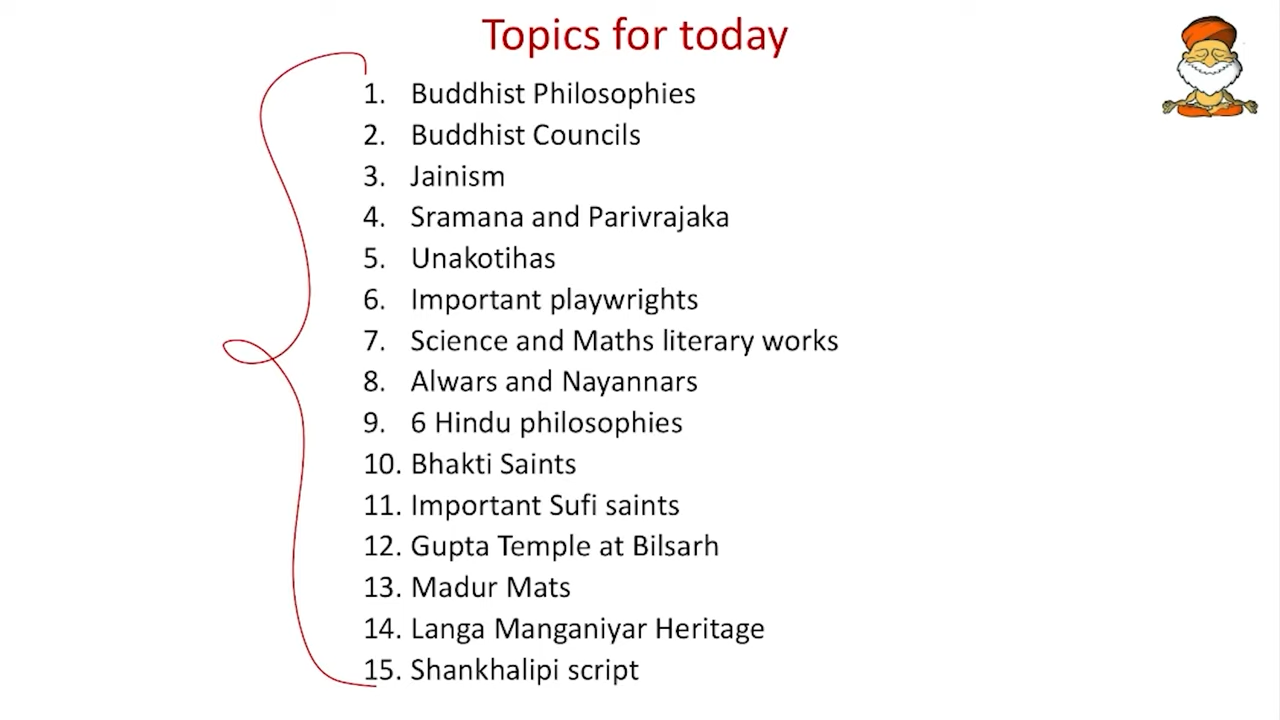 Topics for today
1. Buddhist Philosophies
2. Buddhist Councils
3. Jainism
4. Sramana and Parivrajaka
5. Unakotihas
6. Important playwrights
7. Science and Maths literary works
8. Alwars and Nayannars
9. 6 Hindu philosophies
10. Bhakti Saints
11. Important Sufi saints
12. Gupta Temple at Bilsarh
13. Madur Mats
14. Langa Manganiyar Heritage
15. Shankhalipi script